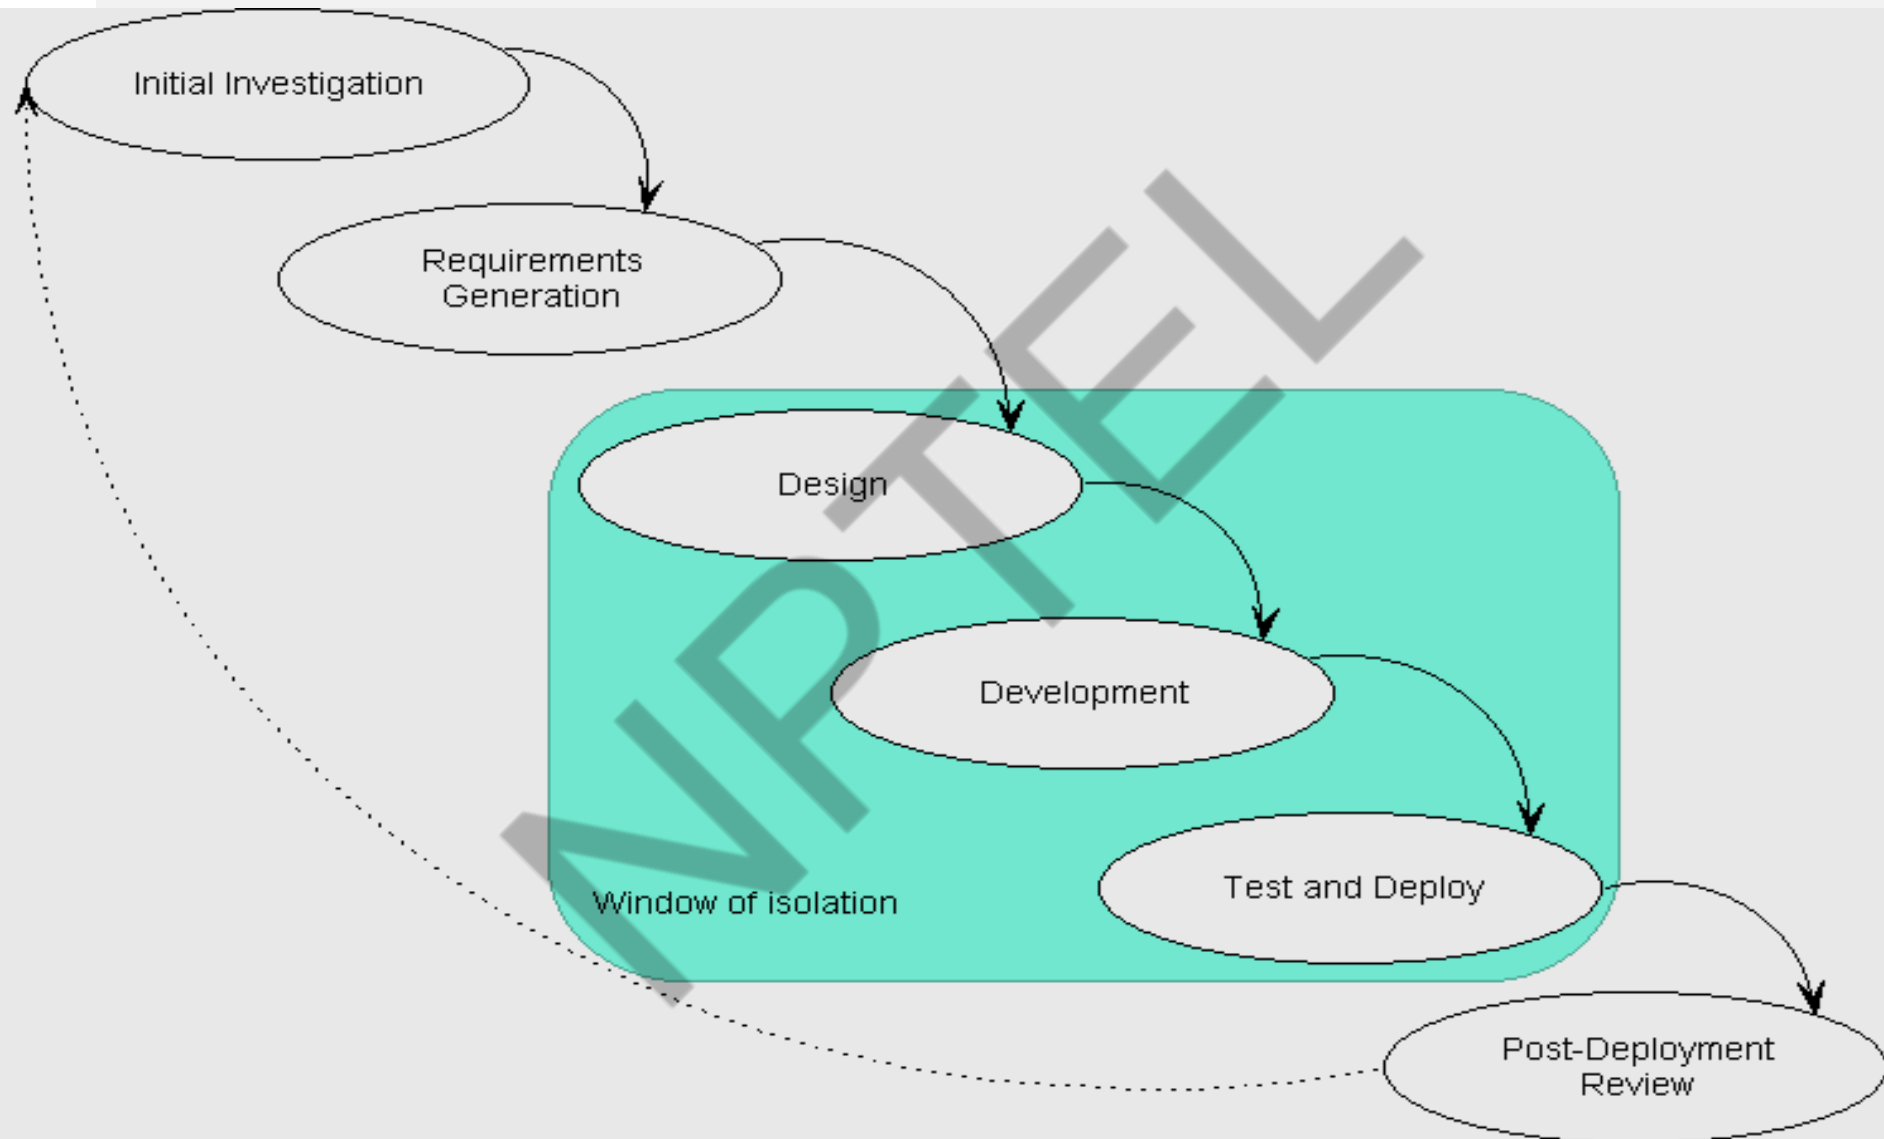 Initial Investigation
Requirements
Generation
Design
Development
Test and Deploy
Window of isolation
Post-Deployment
Review
NPTEL